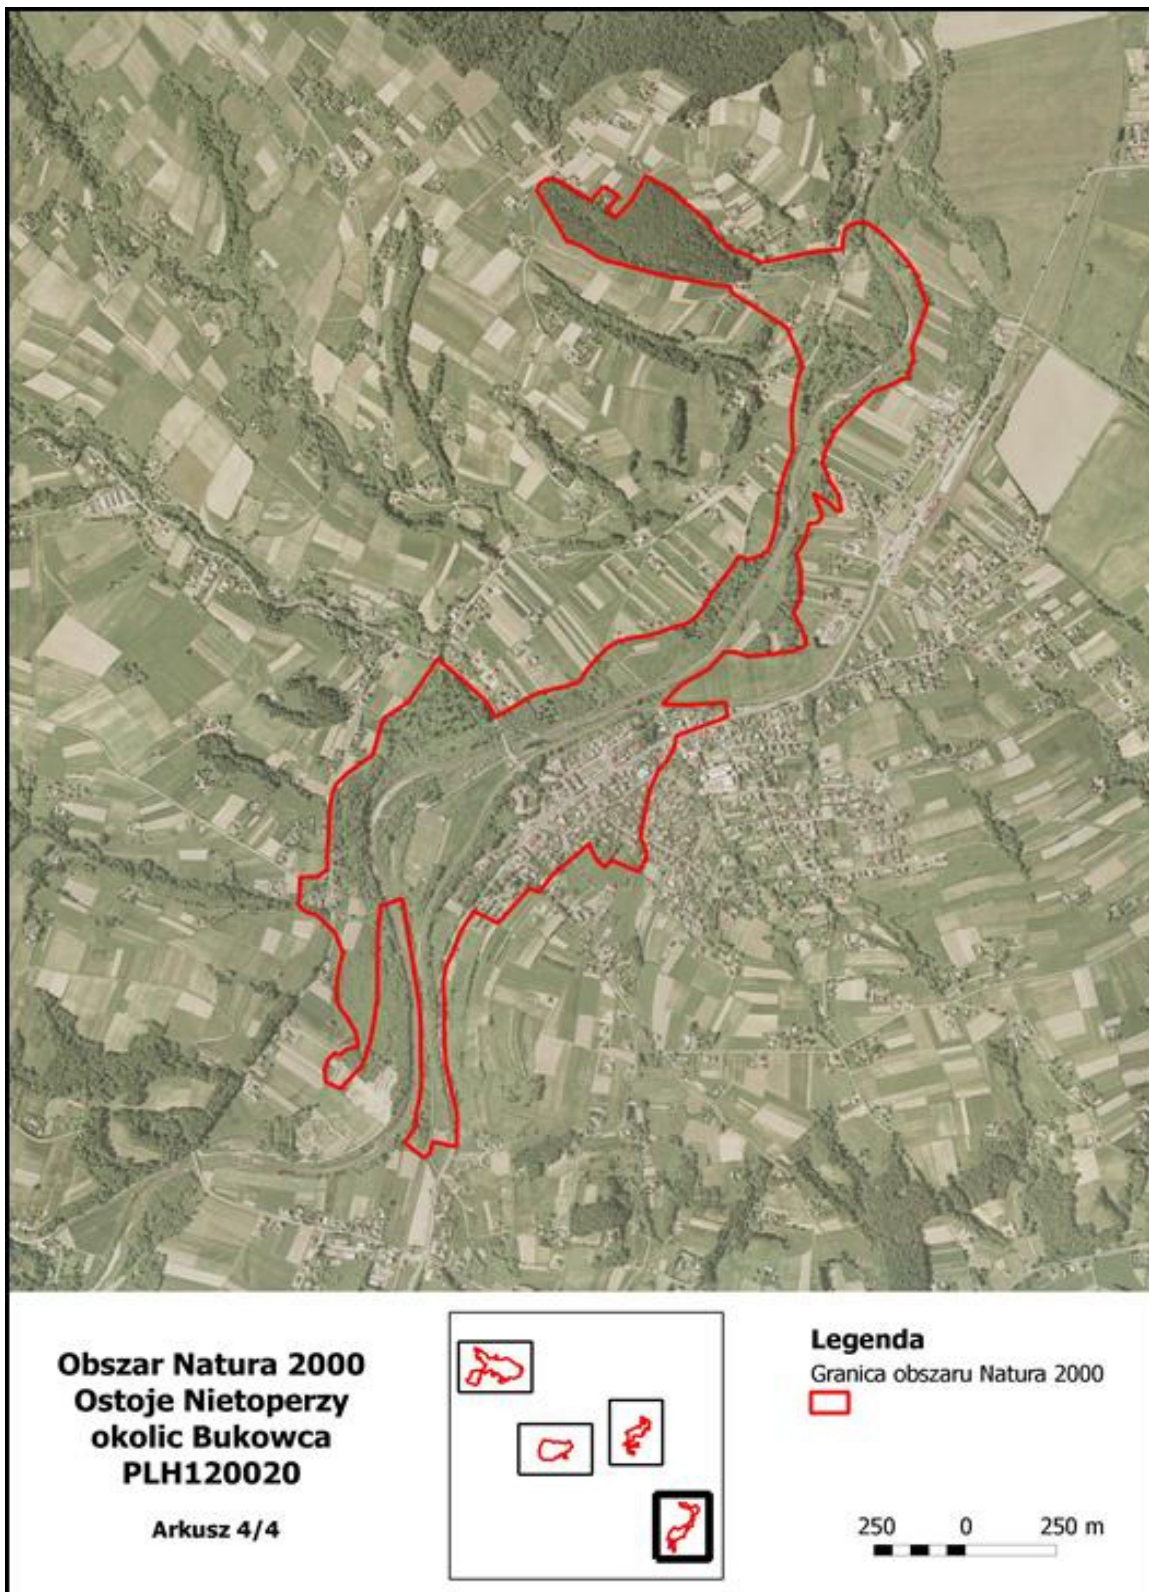 Obszar Natura 2000
Ostoje Nietoperzy
okolic Bukowca
PLH120020
Arkusz 4/4
Legenda
Granica obszaru Natura 2000
250 0 250 m